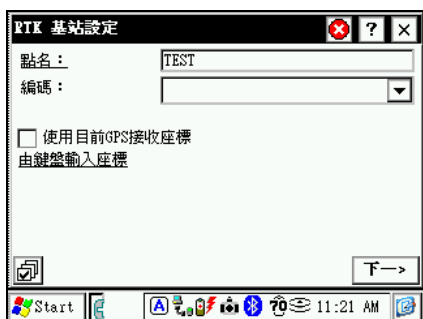 RTK 基站設定
? ×
點名： TEST
編碼：
使用目前GPS接收座標
由鍵盤輸入座標
下一>
Start A 11:21 AM